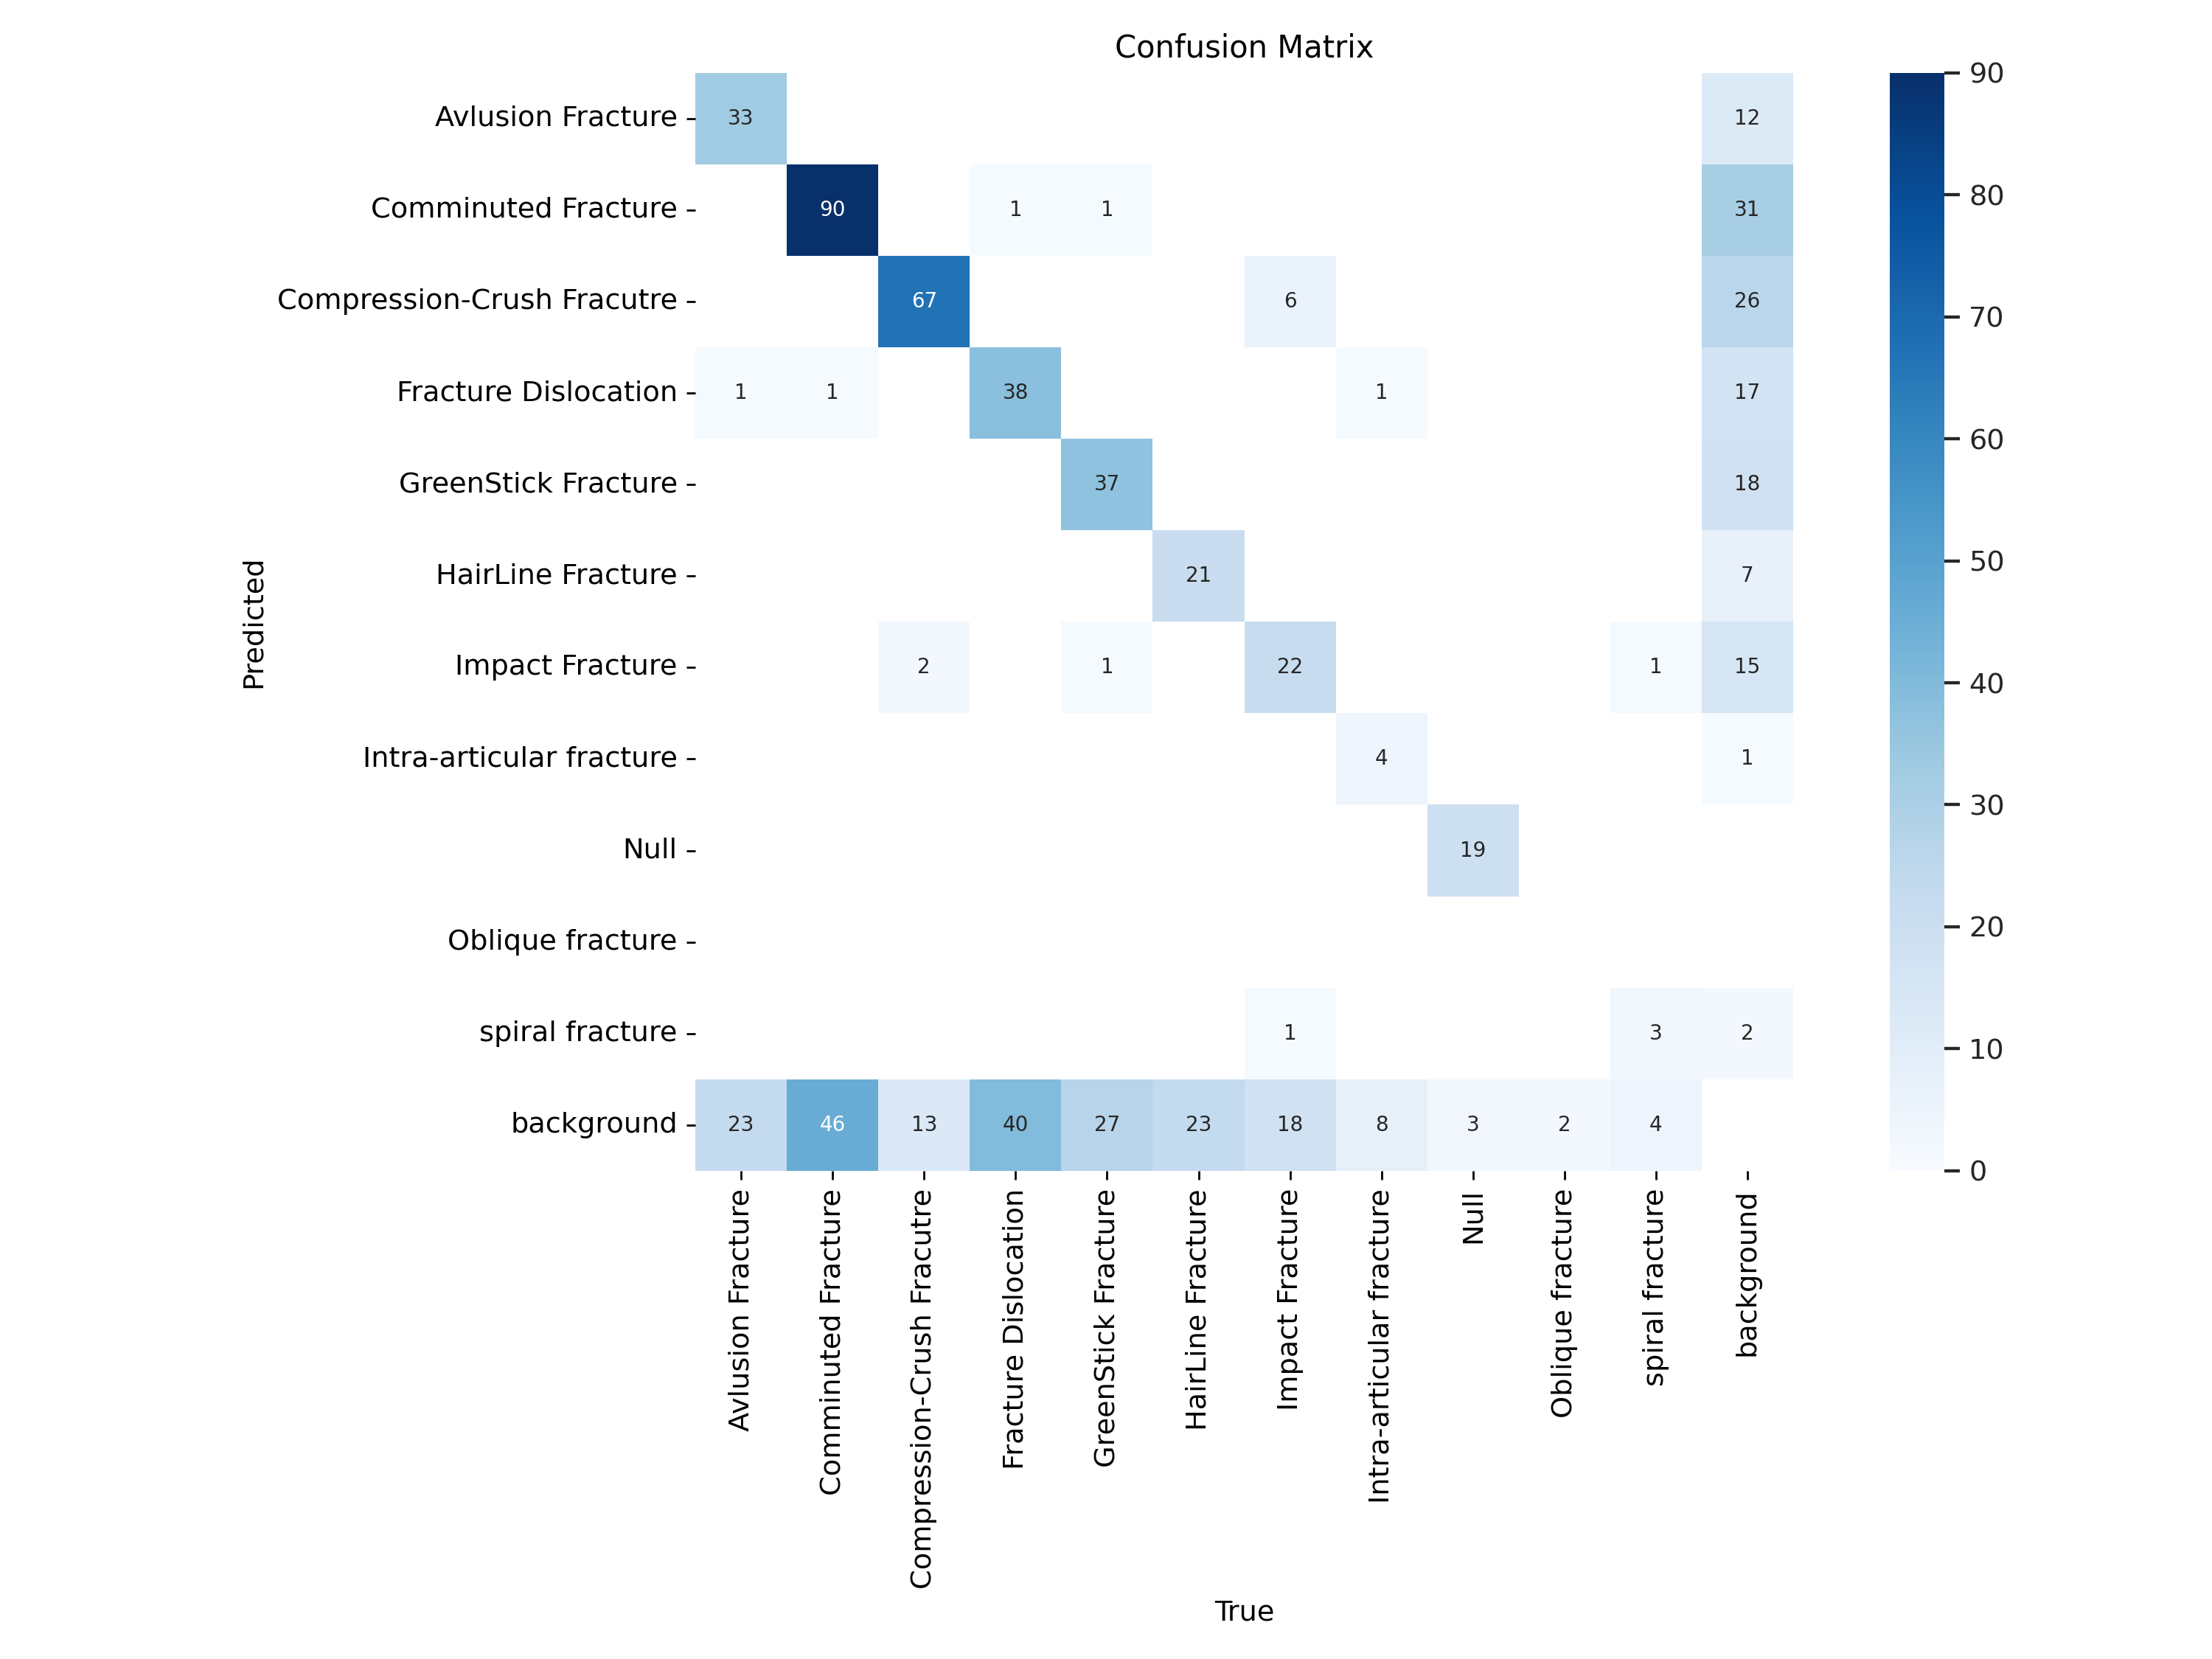 Confusion Matrix
Avlusion Fracture 33 12
Comminuted Fracture 90 1 1 31
Compression-Crush Fracutre 67 6 26
Fracture Dislocation 1 1 38 1 17
GreenStick Fracture 37 18
HairLine Fracture 21 7
Impact Fracture 2 1 22 1 15
Intra-articular fracture 4 1
Null 19
Oblique fracture
spiral fracture 1 3 2
background 23 46 13 40 27 23 18 8 3 2 4
Predicted
Avlusion Fracture
Comminuted Fracture
Compression-Crush Fracutre
Fracture Dislocation
GreenStick Fracture
HairLine Fracture
Impact Fracture
Intra-articular fracture
Null
Oblique fracture
spiral fracture
background
True
90
80
70
60
50
40
30
20
10
0